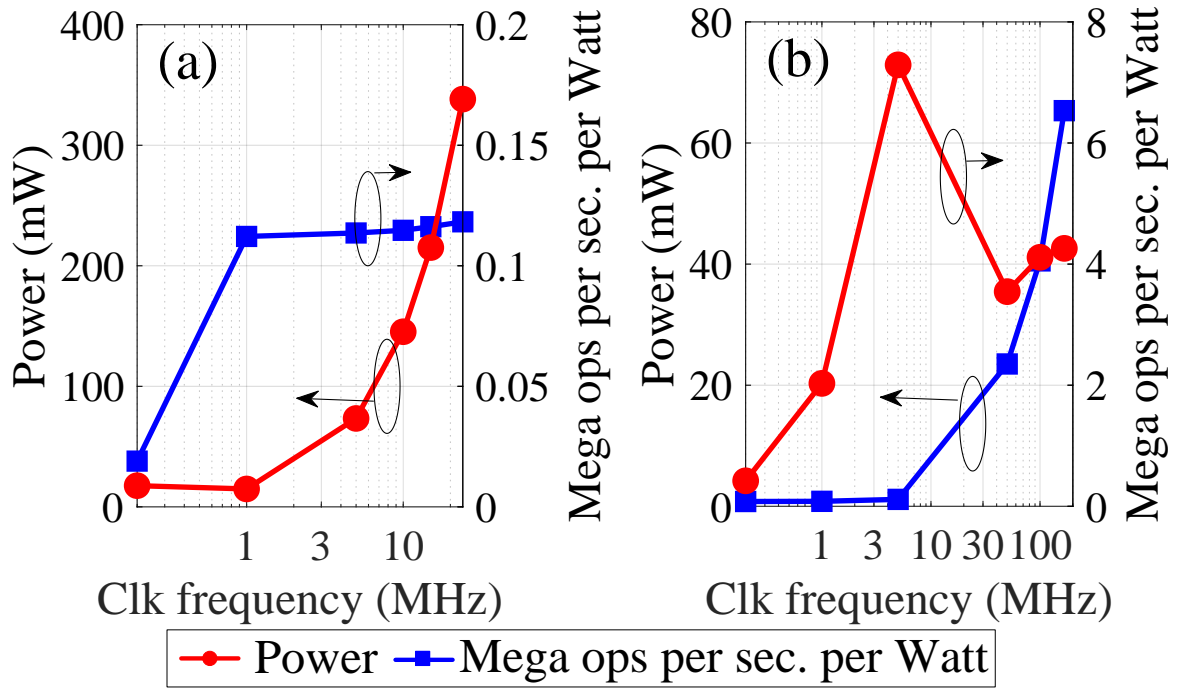 (a)
Power (mW)
400
300
200
100
0
0.2
0.15
0.1
0.05
0
Mega ops per sec. per Watt
1 3 10
Clk frequency (MHz)
(b)
Power (mW)
80
60
40
20
0
8
6
4
2
0
Mega ops per sec. per Watt
1 3 10 30 100
Clk frequency (MHz)
Power Mega ops per sec. per Watt